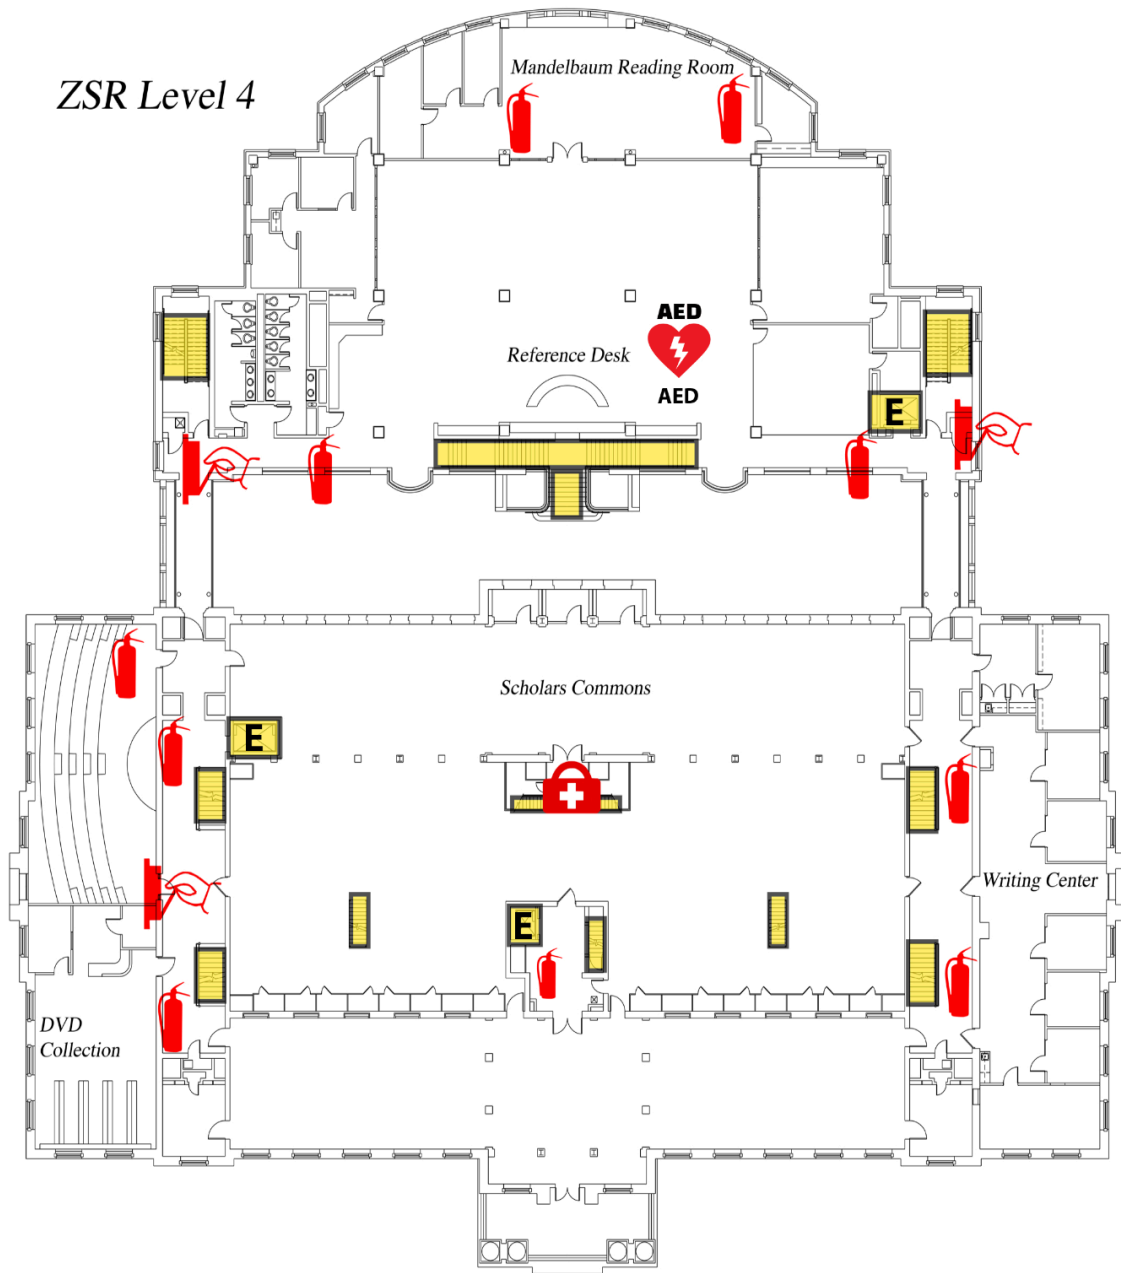 ZSR Level 4
Mandelbaum Reading Room
AED
Reference Desk
AED
E
Scholars Commons
E
Writing Center
E
DVD
Collection